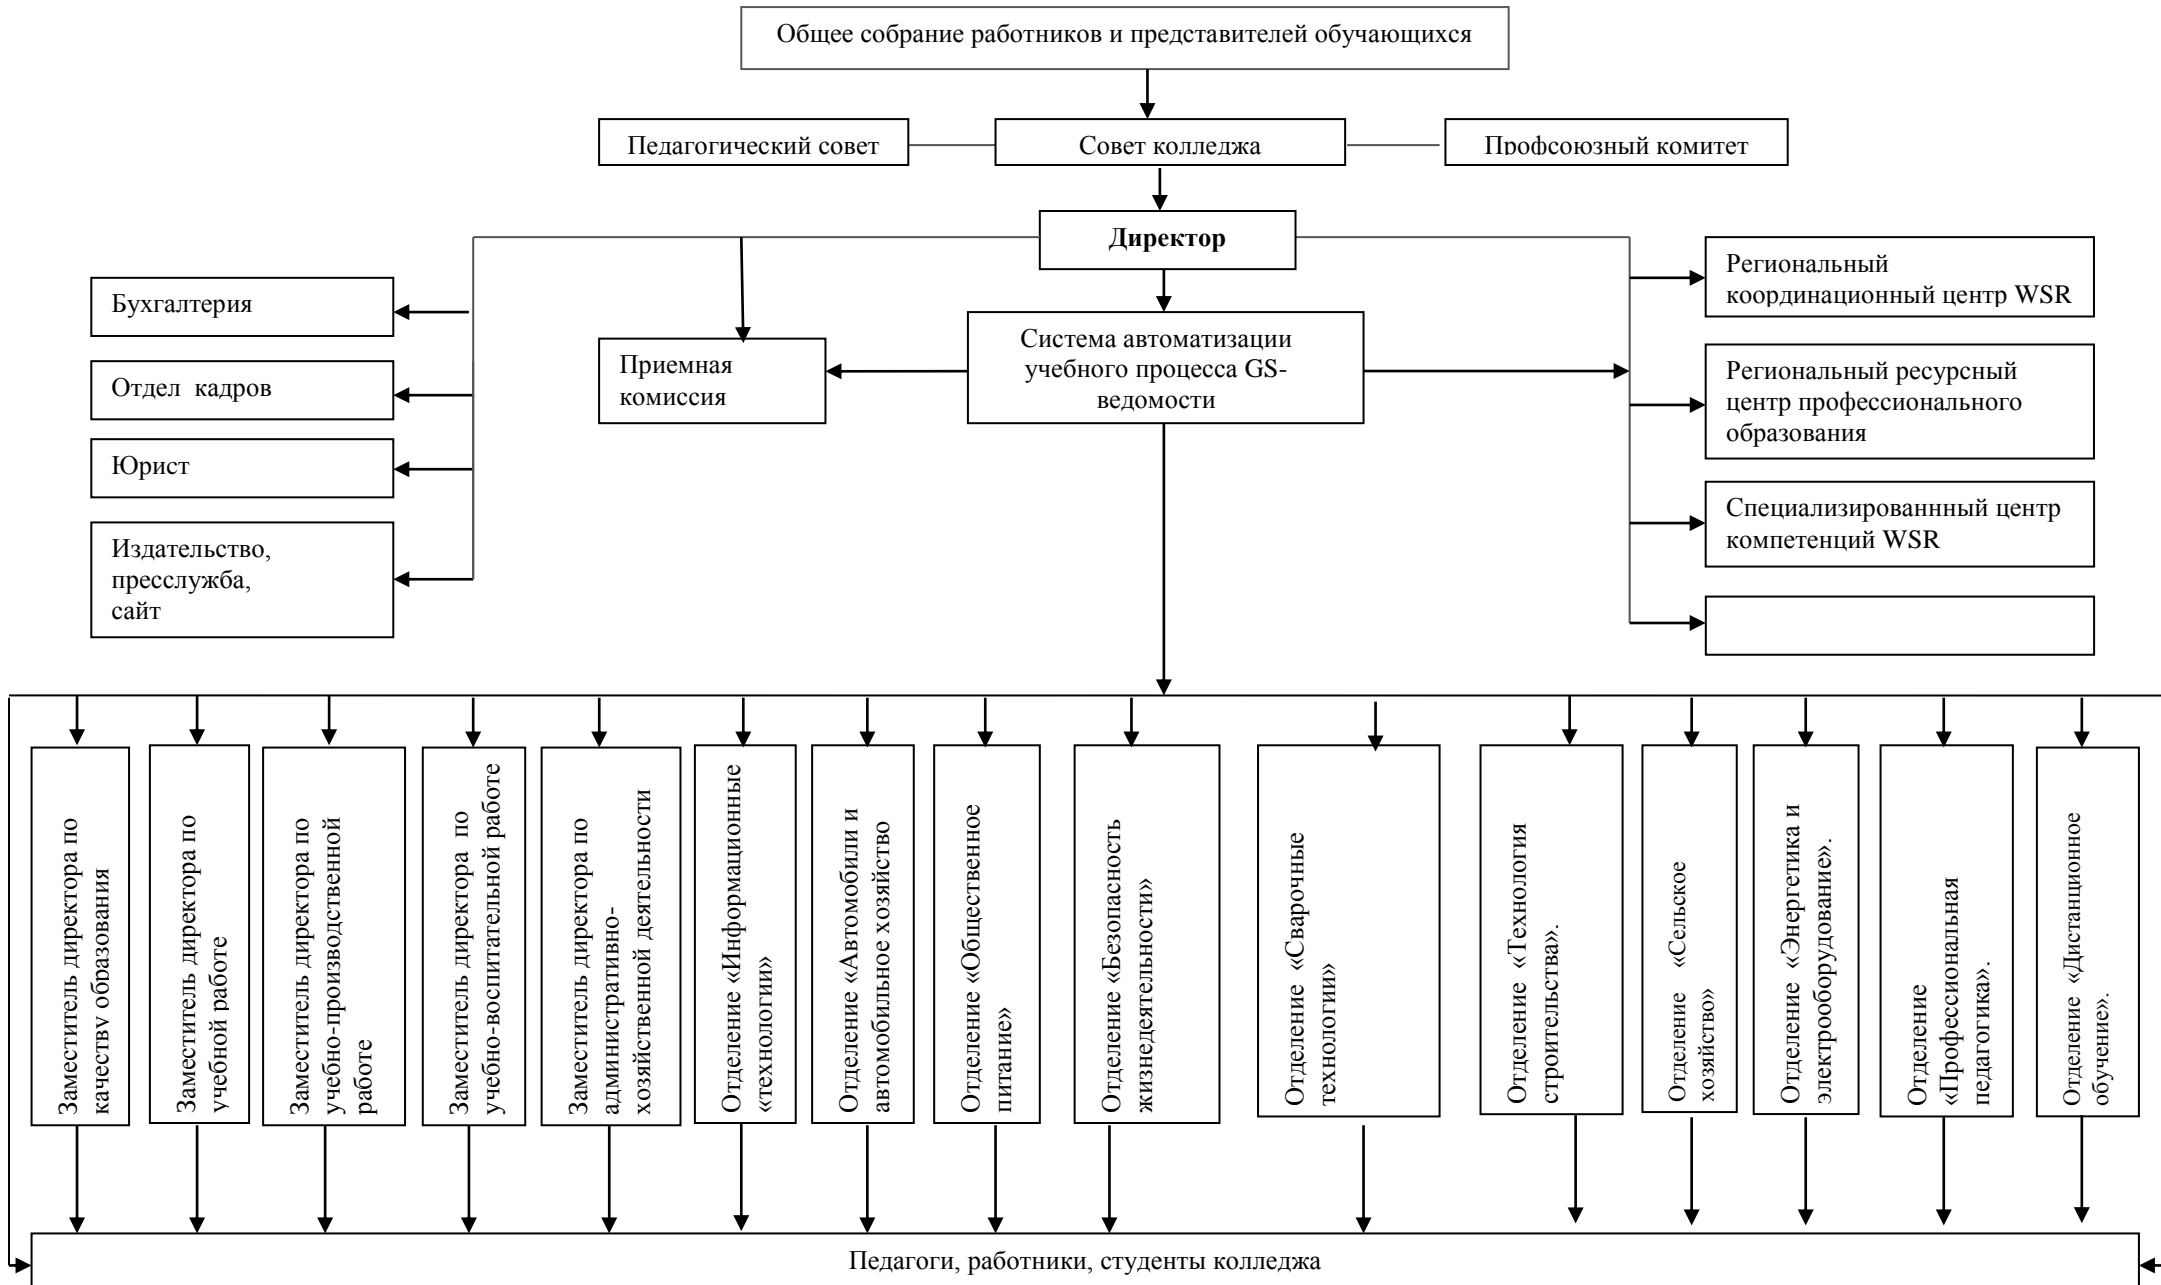 Общее собрание работников и представителей обучающихся
Педагогический совет
Совет колледжа
Профсоюзный комитет
Директор
Бухгалтерия
Отдел  кадров
Юрист
Издательство,
пресслужба,
сайт
Приемная
комиссия
Система автоматизации
учебного процесса GS-
ведомости
Региональный
координационный центр WSR
Региональный ресурсный
центр профессионального
образования
Специализированнный центр
компетенций WSR
Заместитель директора по
качеству образования
Заместитель директора по
учебной работе
Заместитель директора по
учебно-производственной
работе
Заместитель директора  по
учебно-воспитательной работе
Заместитель директора по
административно-
хозяйственной деятельности
Отделение «Информационные
«технологии»
Отделение «Автомобили и
автомобильное хозяйство
Отделение «Общественное
питание»
Отделение «Безопасность
жизнедеятельности»
Отделение  «Сварочные
технологии»
Отделение  «Технология
строительства».
Отделение   «Сельское
хозяйство»
Отделение  «Энергетика и
электрооборудование».
Отделение
«Профессиональная
педагогика».
Отделение  «Дистанционное
обучение».
Педагоги, работники, студенты колледжа